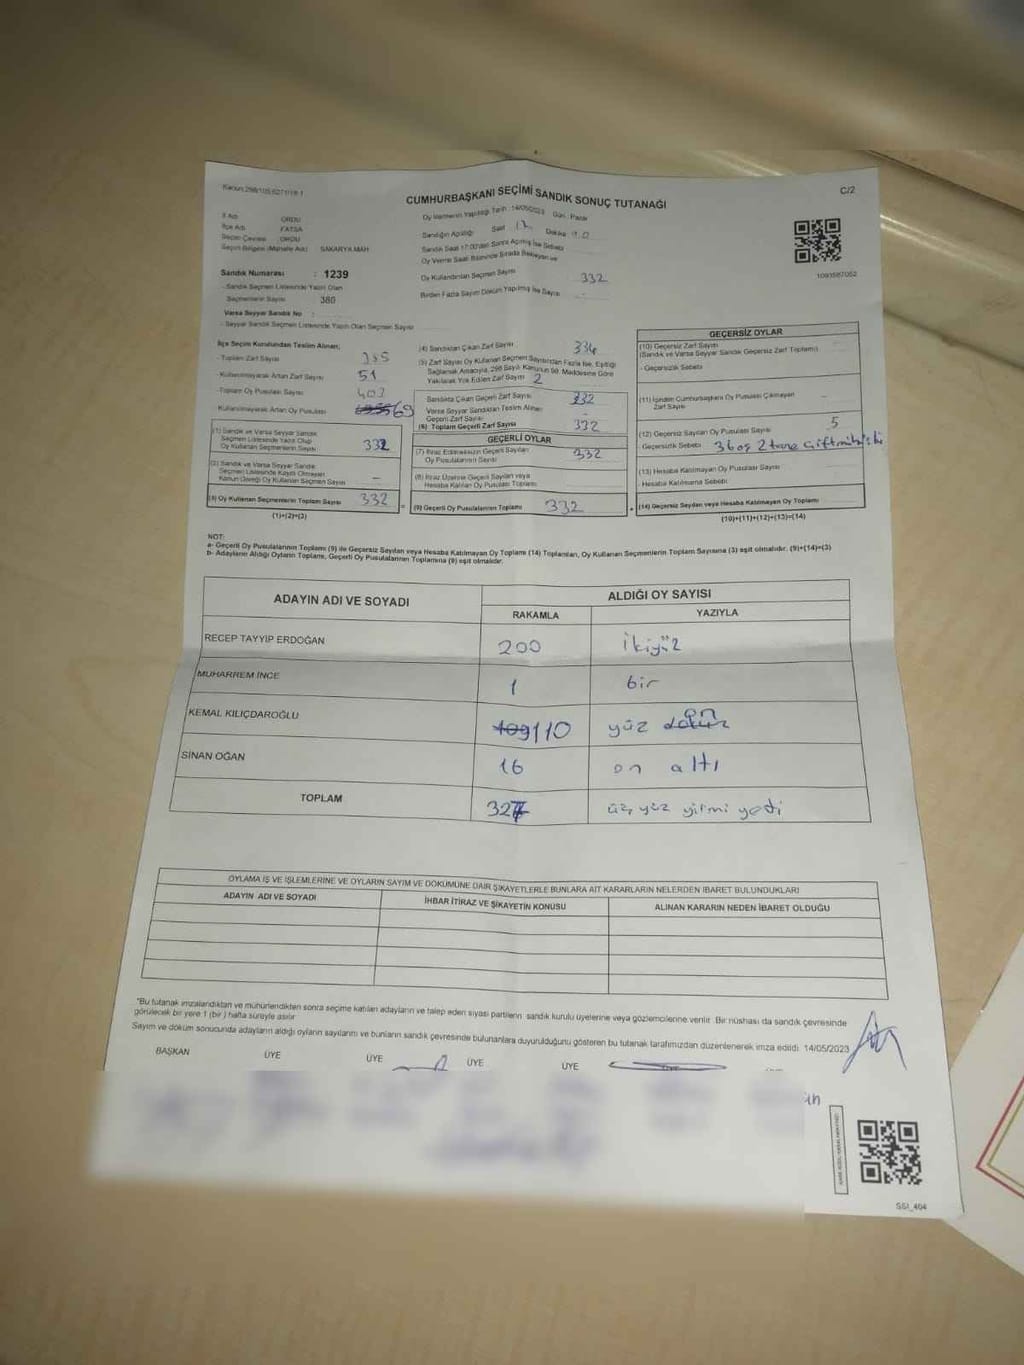 Kanun 298/105,6271/18-1
CUMHURBAŞKANI SEÇİMİ SANDIK SONUÇ TUTANAĞI
C/2
Oy Vermenin Yapıldığı Tarih : 14/05/2023 Gün : Pazar
İl Adı ORDU
İlçe Adı FATSA
Seçim Çevresi ORDU
Seçim Bölgesi (Mahalle Adı) SAKARYA MAH
Sandığın Açıldığı Saat 17 Dakika
Sandık Saat 17:00'den Sonra Açılmış İse Sebebi
Oy Verme Saati Bitiminde Sırada Bekleyen ve
Oy Kullandırılan Seçmen Sayısı 332
Birden Fazla Sayım Döküm Yapılmış İse Sayısı
1093587052
Sandık Numarası : 1239
- Sandık Seçmen Listesinde Yazılı Olan
Seçmenlerin Sayısı 380
Varsa Seyyar Sandık No :
- Seyyar Sandık Seçmen Listesinde Yazılı Olan Seçmen Sayısı
İlçe Seçim Kurulundan Teslim Alınan;
- Toplam Zarf Sayısı 385
- Kullanılmayarak Artan Zarf Sayısı 51
- Toplam Oy Pusulası Sayısı 403
- Kullanılmayarak Artan Oy Pusulası 69
(1) Sandık ve Varsa Seyyar Sandık
Seçmen Listesinde Yazılı Olup
Oy Kullanan Seçmenlerin Sayısı 332
(2) Sandık ve Varsa Seyyar Sandık
Seçmen Listesinde Kayıtlı Olmayan
Kanun Gereği Oy Kullanan Seçmen Sayısı -
(3) Oy Kullanan Seçmenlerin Toplam Sayısı 332
(1)+(2)=(3)
(4) Sandıktan Çıkan Zarf Sayısı 334
(5) Zarf Sayısı Oy Kullanan Seçmen Sayısından Fazla İse, Eşitliği
Sağlamak Amacıyla, 298 Sayılı Kanunun 98. Maddesine Göre
Yakılarak Yok Edilen Zarf Sayısı 2
Sandıkta Çıkan Geçerli Zarf Sayısı 332
Varsa Seyyar Sandıktan Teslim Alınan
Geçerli Zarf Sayısı
(6) Toplam Geçerli Zarf Sayısı 332
GEÇERLİ OYLAR
(7) İtiraz Edilmeksizin Geçerli Sayılan
Oy Pusulalarının Sayısı 332
(8) İtiraz Üzerine Geçerli Sayılan veya
Hesaba Katılan Oy Pusulaları Toplamı
= (9) Geçerli Oy Pusulalarının Toplamı 332
GEÇERSİZ OYLAR
(10) Geçersiz Zarf Sayısı
(Sandık ve Varsa Seyyar Sandık Geçersiz Zarf Toplamı)
- Geçersizlik Sebebi
(11) İçinden Cumhurbaşkanı Oy Pusulası Çıkmayan
Zarf Sayısı
(12) Geçersiz Sayılan Oy Pusulası Sayısı 5
- Geçersizlik Sebebi 3 boş 2 tane çift mühürlü
(13) Hesaba Katılmayan Oy Pusulası Sayısı
- Hesaba Katılmama Sebebi
+ (14) Geçersiz Sayılan veya Hesaba Katılmayan Oy Toplamı
(10)+(11)+(12)+(13)=(14)
NOT:
a- Geçerli Oy Pusulalarının Toplamı (9) ile Geçersiz Sayılan veya Hesaba Katılmayan Oy Toplamı (14) Toplamları, Oy Kullanan Seçmenlerin Toplam Sayısına (3) eşit olmalıdır. (9)+(14)=(3)
b- Adayların Aldığı Oyların Toplamı, Geçerli Oy Pusulalarının Toplamına (9) eşit olmalıdır.
ADAYIN ADI VE SOYADI ALDIĞI OY SAYISI
RAKAMLA YAZIYLA
RECEP TAYYİP ERDOĞAN 200 İkiyüz
MUHARREM İNCE 1 bir
KEMAL KILIÇDAROĞLU 109 110 yüz dokuz on
SİNAN OĞAN 16 on altı
TOPLAM 327 üç yüz yirmi yedi
OYLAMA İŞ VE İŞLEMLERİNE VE OYLARIN SAYIM VE DÖKÜMÜNE DAİR ŞİKAYETLERLE BUNLARA AİT KARARLARIN NELERDEN İBARET BULUNDUKLARI
ADAYIN ADI VE SOYADI İHBAR İTİRAZ VE ŞİKAYETİN KONUSU ALINAN KARARIN NEDEN İBARET OLDUĞU
"Bu tutanak imzalandıktan ve mühürlendikten sonra seçime katılan adayların ve talep eden siyasi partilerin sandık kurulu üyelerine veya gözlemcilerine verilir. Bir nüshası da sandık çevresinde
görülecek bir yere 1 (bir) hafta süreyle asılır
Sayım ve döküm sonucunda adayların aldığı oyların sayılarını ve bunların sandık çevresinde bulunanlara duyurulduğunu gösteren bu tutanak tarafımızdan düzenlenerek imza edildi. 14/05/2023
BAŞKAN ÜYE ÜYE ÜYE ÜYE
SSI_404